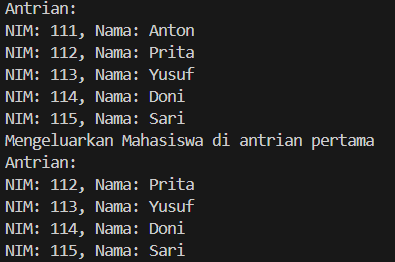 Antrian:
NIM: 111, Nama: Anton
NIM: 112, Nama: Prita
NIM: 113, Nama: Yusuf
NIM: 114, Nama: Doni
NIM: 115, Nama: Sari
Mengeluarkan Mahasiswa di antrian pertama
Antrian:
NIM: 112, Nama: Prita
NIM: 113, Nama: Yusuf
NIM: 114, Nama: Doni
NIM: 115, Nama: Sari